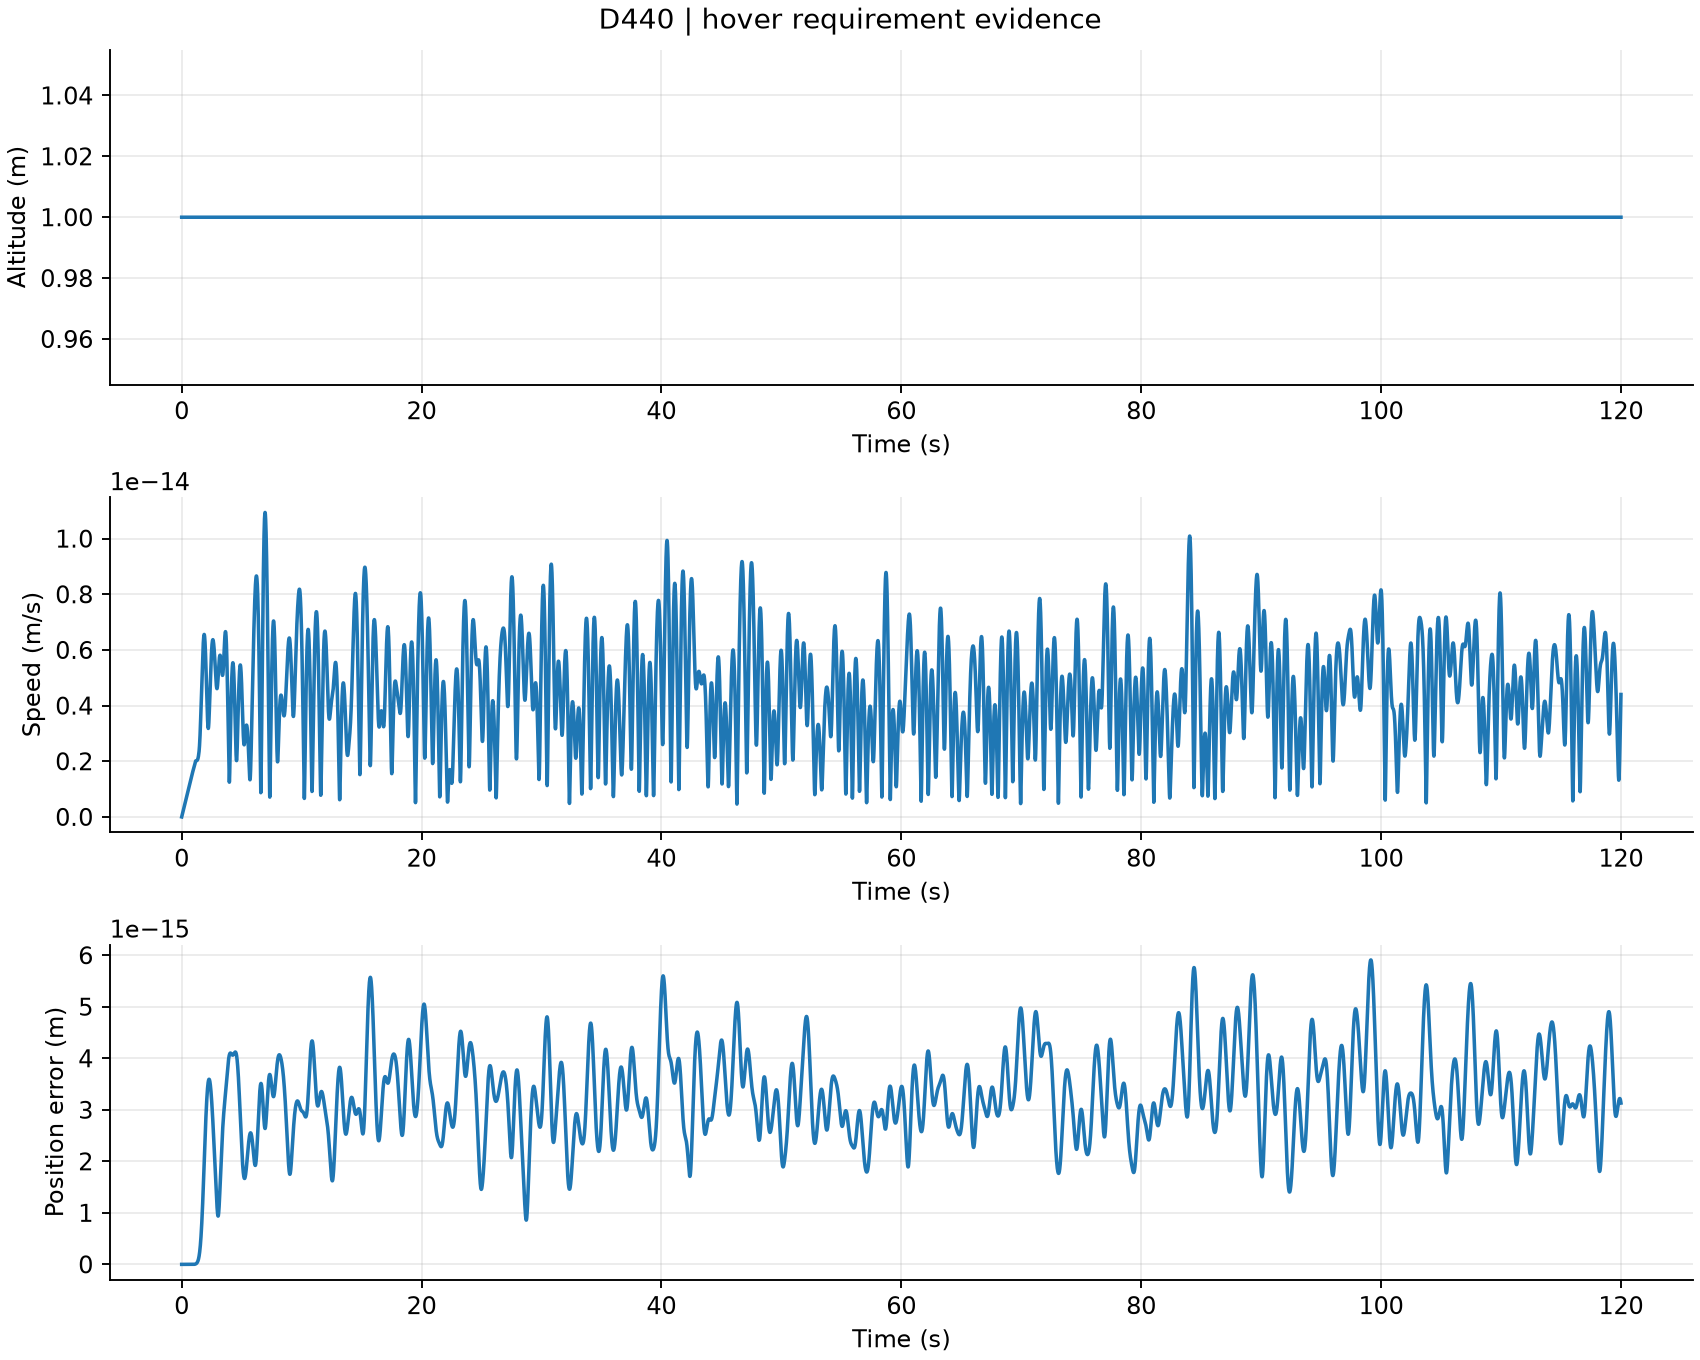 D440 | hover requirement evidence
Altitude (m)
1.04
1.02
1.00
0.98
0.96
0 20 40 60 80 100 120
Time (s)
1e−14
Speed (m/s)
1.0
0.8
0.6
0.4
0.2
0.0
0 20 40 60 80 100 120
Time (s)
1e−15
Position error (m)
6
5
4
3
2
1
0
0 20 40 60 80 100 120
Time (s)